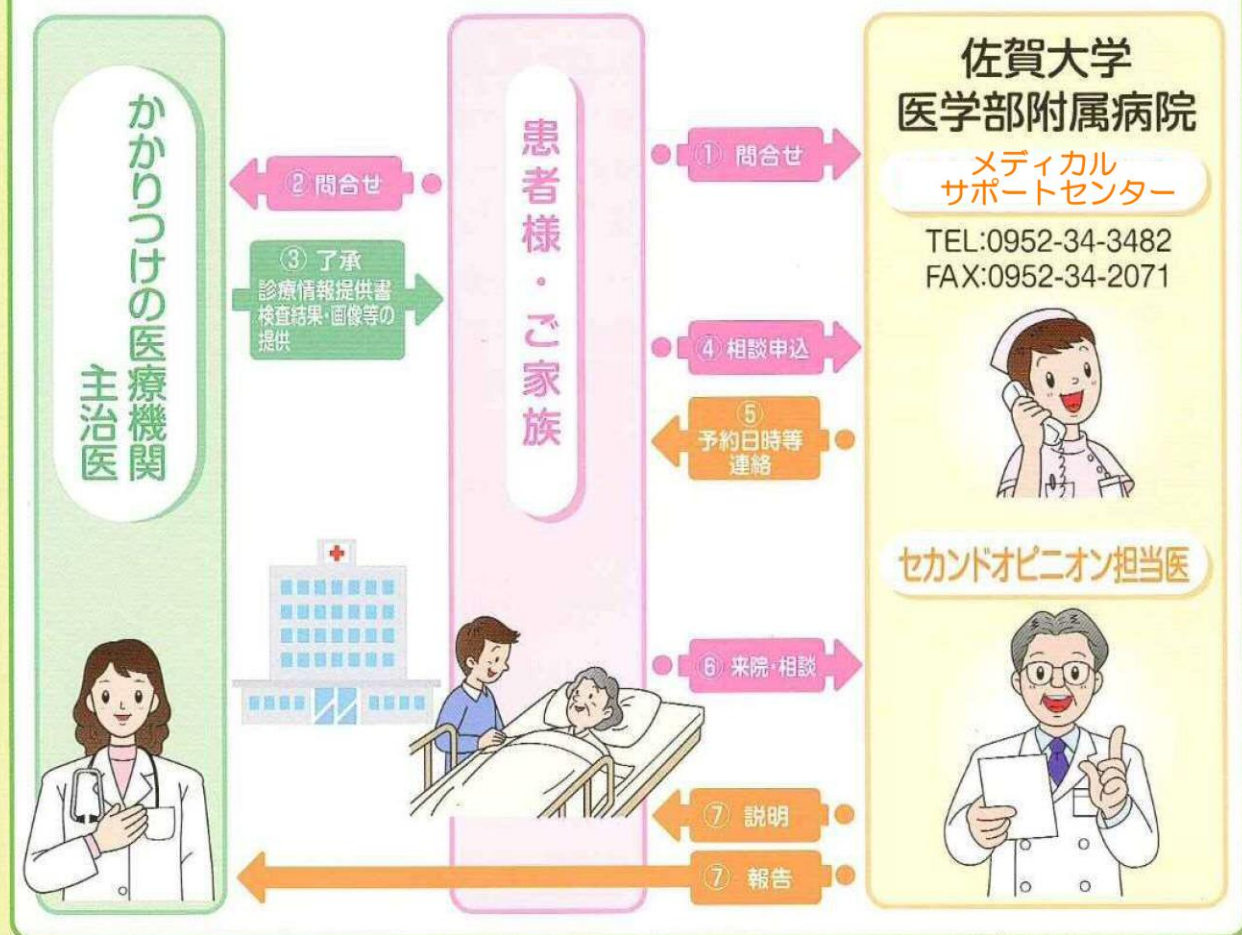 かかりつけの医療機関
主治医
② 問合せ
③ 了承
診療情報提供書
検査結果・画像等の
提供
患者様・ご家族
① 問合せ
④ 相談申込
⑤
予約日時等
連絡
⑥ 来院・相談
⑦ 説明
⑦ 報告
佐賀大学
医学部附属病院
メディカル
サポートセンター
TEL:0952-34-3482
FAX:0952-34-2071
セカンドオピニオン担当医